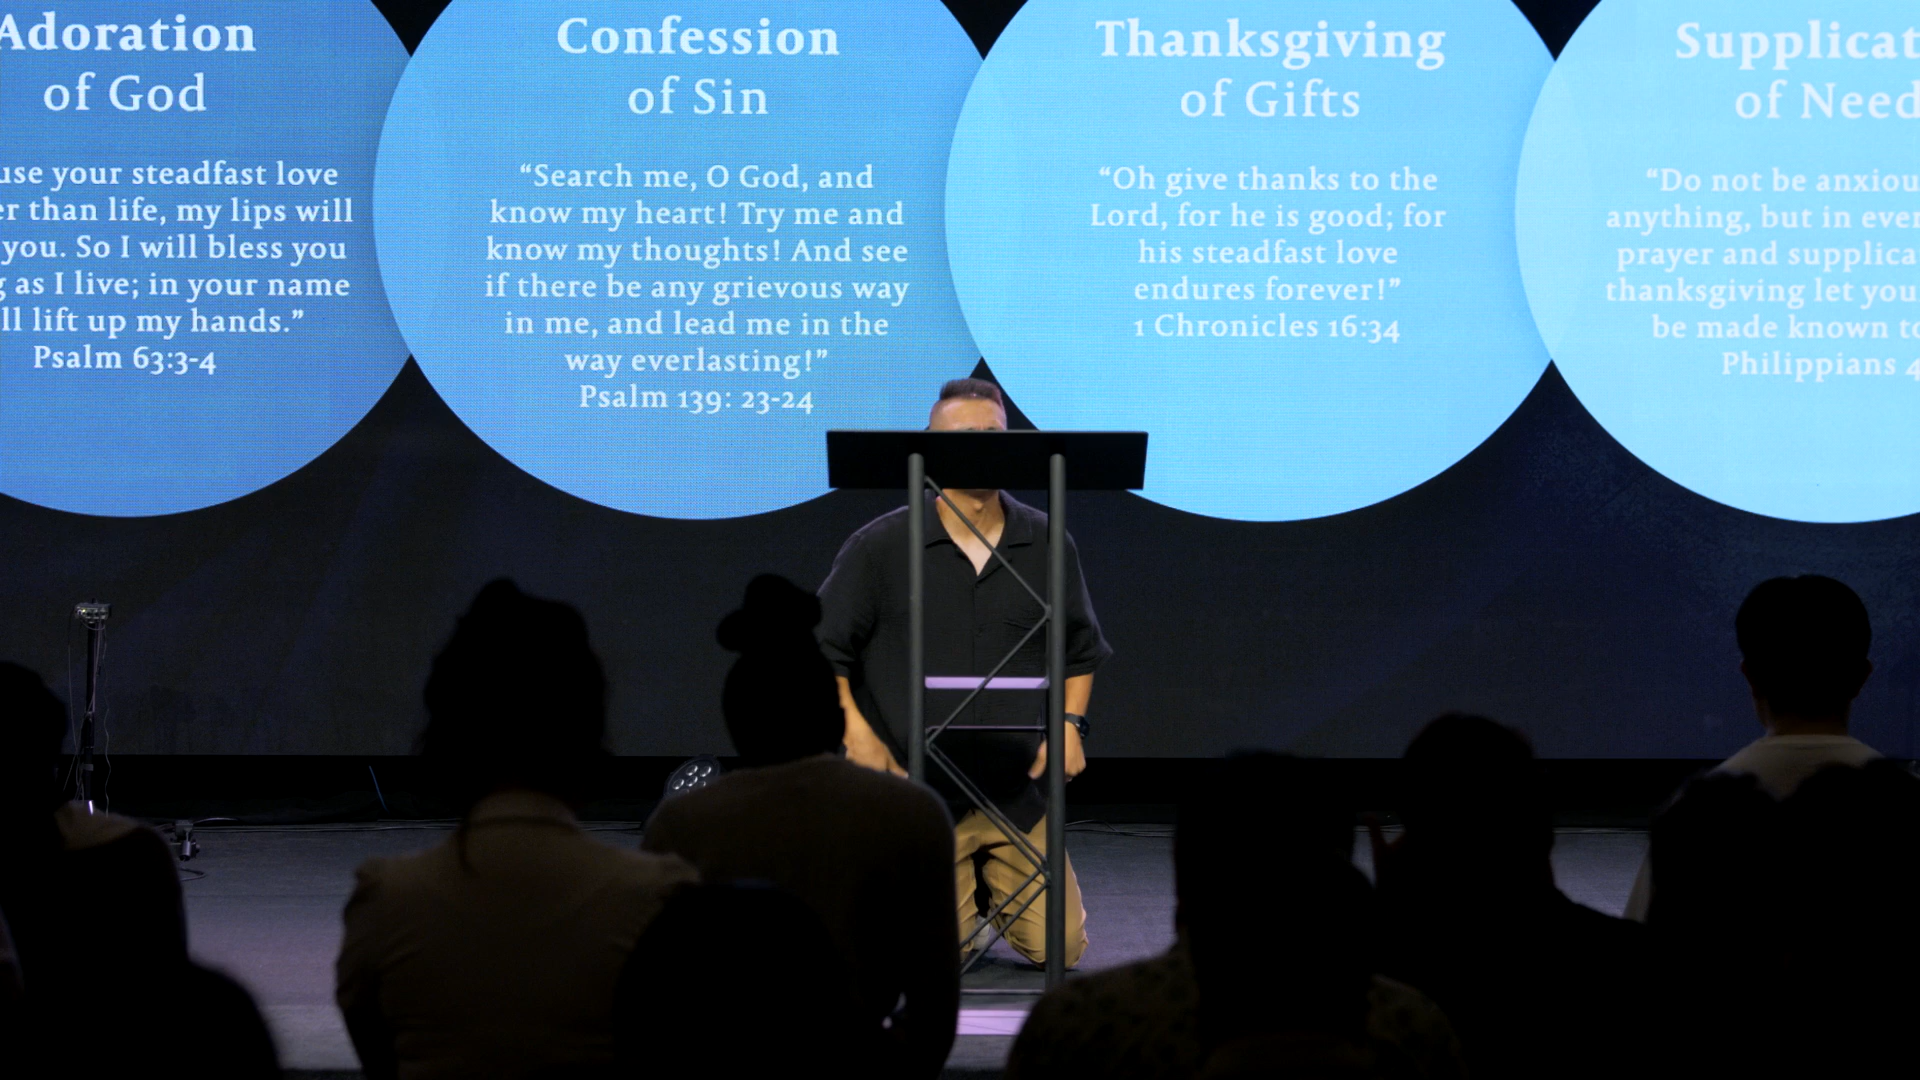 Adoration
of God
use your steadfast love
er than life, my lips will
you. So I will bless you
g as I live; in your name
ll lift up my hands.”
Psalm 63:3-4
Confession
of Sin
“Search me, O God, and
know my heart! Try me and
know my thoughts! And see
if there be any grievous way
in me, and lead me in the
way everlasting!”
Psalm 139: 23-24
Thanksgiving
of Gifts
“Oh give thanks to the
Lord, for he is good; for
his steadfast love
endures forever!”
1 Chronicles 16:34
Supplicat
of Need
“Do not be anxiou
anything, but in ever
prayer and supplica
thanksgiving let you
be made known to
Philippians 4